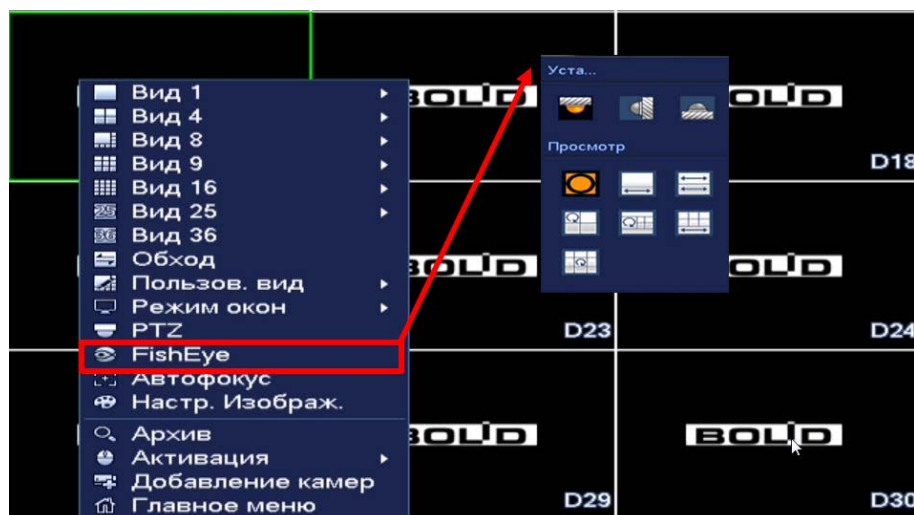 Вид 1
Вид 4
Вид 8
Вид 9
Вид 16
25 Вид 25
36 Вид 36
Обход
Пользов. вид
Режим окон
PTZ
FishEye
Автофокус
Настр. Изображ.
Архив
Активация
Добавление камер
Главное меню
Уста...
Просмотр
BOLID
BOLID
D18
BOLID
BOLID
D23
D24
BOLID
BOLID
D29
D30